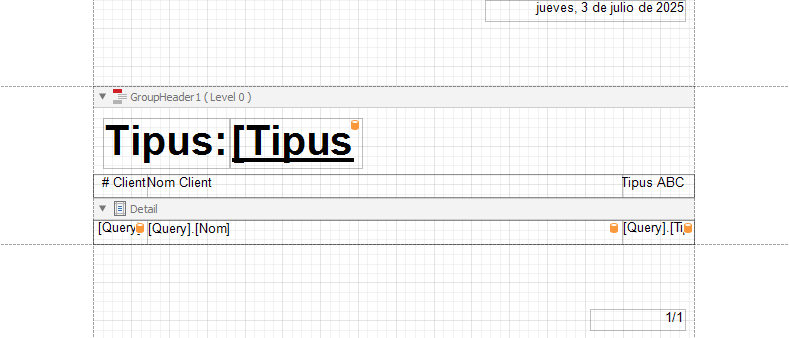 jueves, 3 de julio de 2025
GroupHeader1 ( Level 0 )
Tipus: [Tipus
# Client Nom Client Tipus ABC
Detail
[Query] [Query].[Nom] [Query].[Ti
1/1